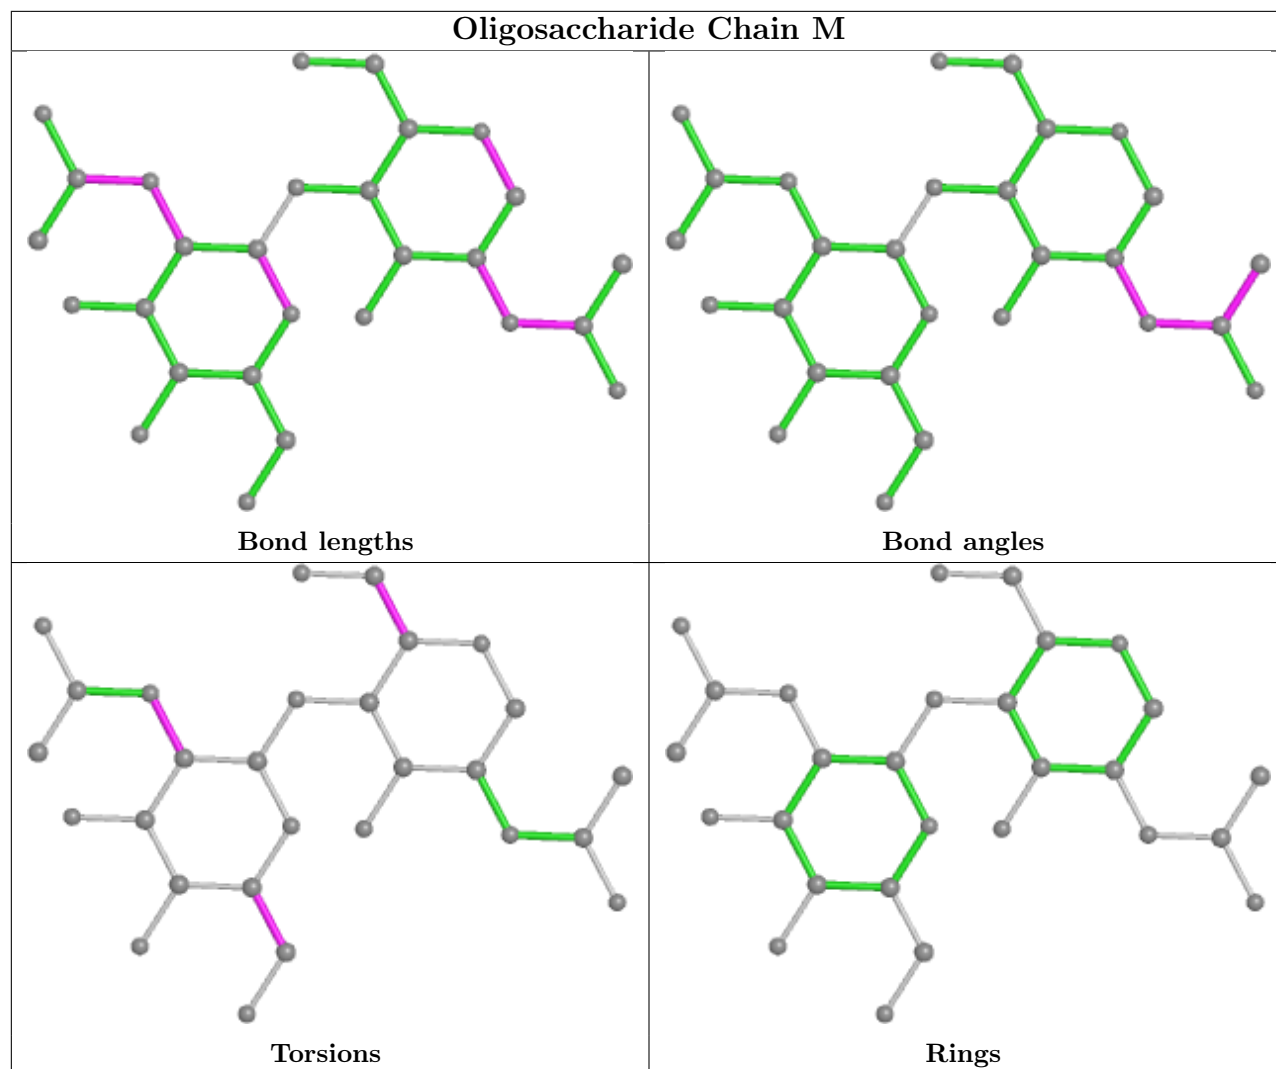 Oligosaccharide Chain M
Bond lengths
Bond angles
Torsions
Rings